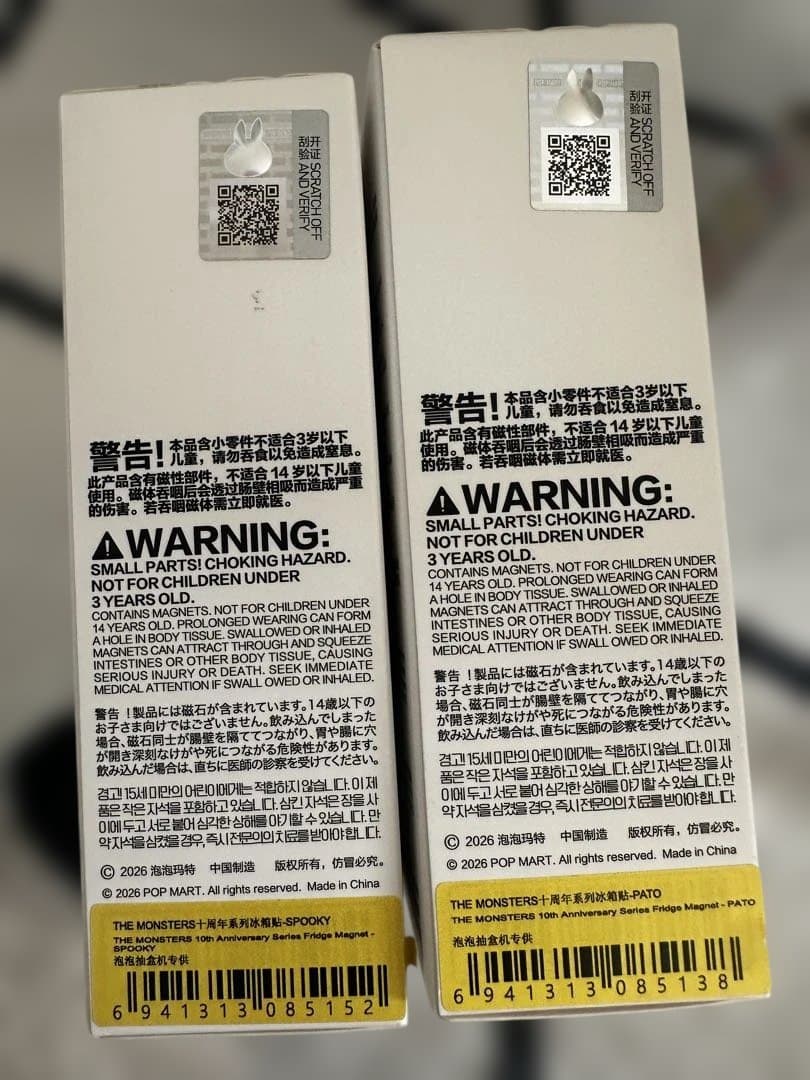 刮开
验证
SCRATCH OFF
AND VERIFY
警告!本品含小零件不适合3岁以下
儿童，请勿吞食以免造成窒息。
此产品含有磁性部件，不适合 14 岁以下儿童
使用。磁体吞咽后会透过肠壁相吸而造成严重
的伤害。若吞咽磁体需立即就医。
WARNING:
SMALL PARTS! CHOKING HAZARD.
NOT FOR CHILDREN UNDER
3 YEARS OLD.
CONTAINS MAGNETS. NOT FOR CHILDREN UNDER
14 YEARS OLD. PROLONGED WEARING CAN FORM
A HOLE IN BODY TISSUE. SWALLOWED OR INHALED
MAGNETS CAN ATTRACT THROUGH AND SQUEEZE
INTESTINES OR OTHER BODY TISSUE, CAUSING
SERIOUS INJURY OR DEATH. SEEK IMMEDIATE
MEDICAL ATTENTION IF SWALL OWED OR INHALED.
警告！製品には磁石が含まれています。14歳以下の
お子さま向けではございません。飲み込んでしまった
場合、磁石同士が腸壁を隔ててつながり、胃や腸に穴
が開き深刻なけがや死につながる危険性があります。
飲み込んだ場合は、直ちに医師の診察を受けてください。
경고! 15세 미만의 어린이에게는 적합하지 않습니다. 이 제
품은 작은 자석을 포함하고 있습니다. 삼킨 자석은 장을 사
이에 두고 서로 붙어 심각한 상해를 야기할 수 있습니다. 만
약 자석을 삼켰을 경우, 즉시 전문의의 치료를 받아야 합니다.
© 2026 泡泡玛特 中国制造 版权所有，仿冒必究。
© 2026 POP MART. All rights reserved. Made in China
THE MONSTERS十周年系列冰箱贴-SPOOKY
THE MONSTERS 10th Anniversary Series Fridge Magnet -
SPOOKY
泡泡抽盒机专供
6 941313 085152
刮开
验证
SCRATCH OFF
AND VERIFY
警告!本品含小零件不适合3岁以下
儿童，请勿吞食以免造成窒息。
此产品含有磁性部件，不适合 14 岁以下儿童
使用。磁体吞咽后会透过肠壁相吸而造成严重
的伤害。若吞咽磁体需立即就医。
WARNING:
SMALL PARTS! CHOKING HAZARD.
NOT FOR CHILDREN UNDER
3 YEARS OLD.
CONTAINS MAGNETS. NOT FOR CHILDREN UNDER
14 YEARS OLD. PROLONGED WEARING CAN FORM
A HOLE IN BODY TISSUE. SWALLOWED OR INHALED
MAGNETS CAN ATTRACT THROUGH AND SQUEEZE
INTESTINES OR OTHER BODY TISSUE, CAUSING
SERIOUS INJURY OR DEATH. SEEK IMMEDIATE
MEDICAL ATTENTION IF SWALL OWED OR INHALED.
警告！製品には磁石が含まれています。14歳以下の
お子さま向けではございません。飲み込んでしまった
場合、磁石同士が腸壁を隔ててつながり、胃や腸に穴
が開き深刻なけがや死につながる危険性があります。
飲み込んだ場合は、直ちに医師の診察を受けてください。
경고! 15세 미만의 어린이에게는 적합하지 않습니다. 이 제
품은 작은 자석을 포함하고 있습니다. 삼킨 자석은 장을 사
이에 두고 서로 붙어 심각한 상해를 야기할 수 있습니다. 만
약 자석을 삼켰을 경우, 즉시 전문의의 치료를 받아야 합니다.
© 2026 泡泡玛特 中国制造 版权所有，仿冒必究。
© 2026 POP MART. All rights reserved. Made in China
THE MONSTERS十周年系列冰箱贴-PATO
THE MONSTERS 10th Anniversary Series Fridge Magnet - PATO
泡泡抽盒机专供
6 941313 085138